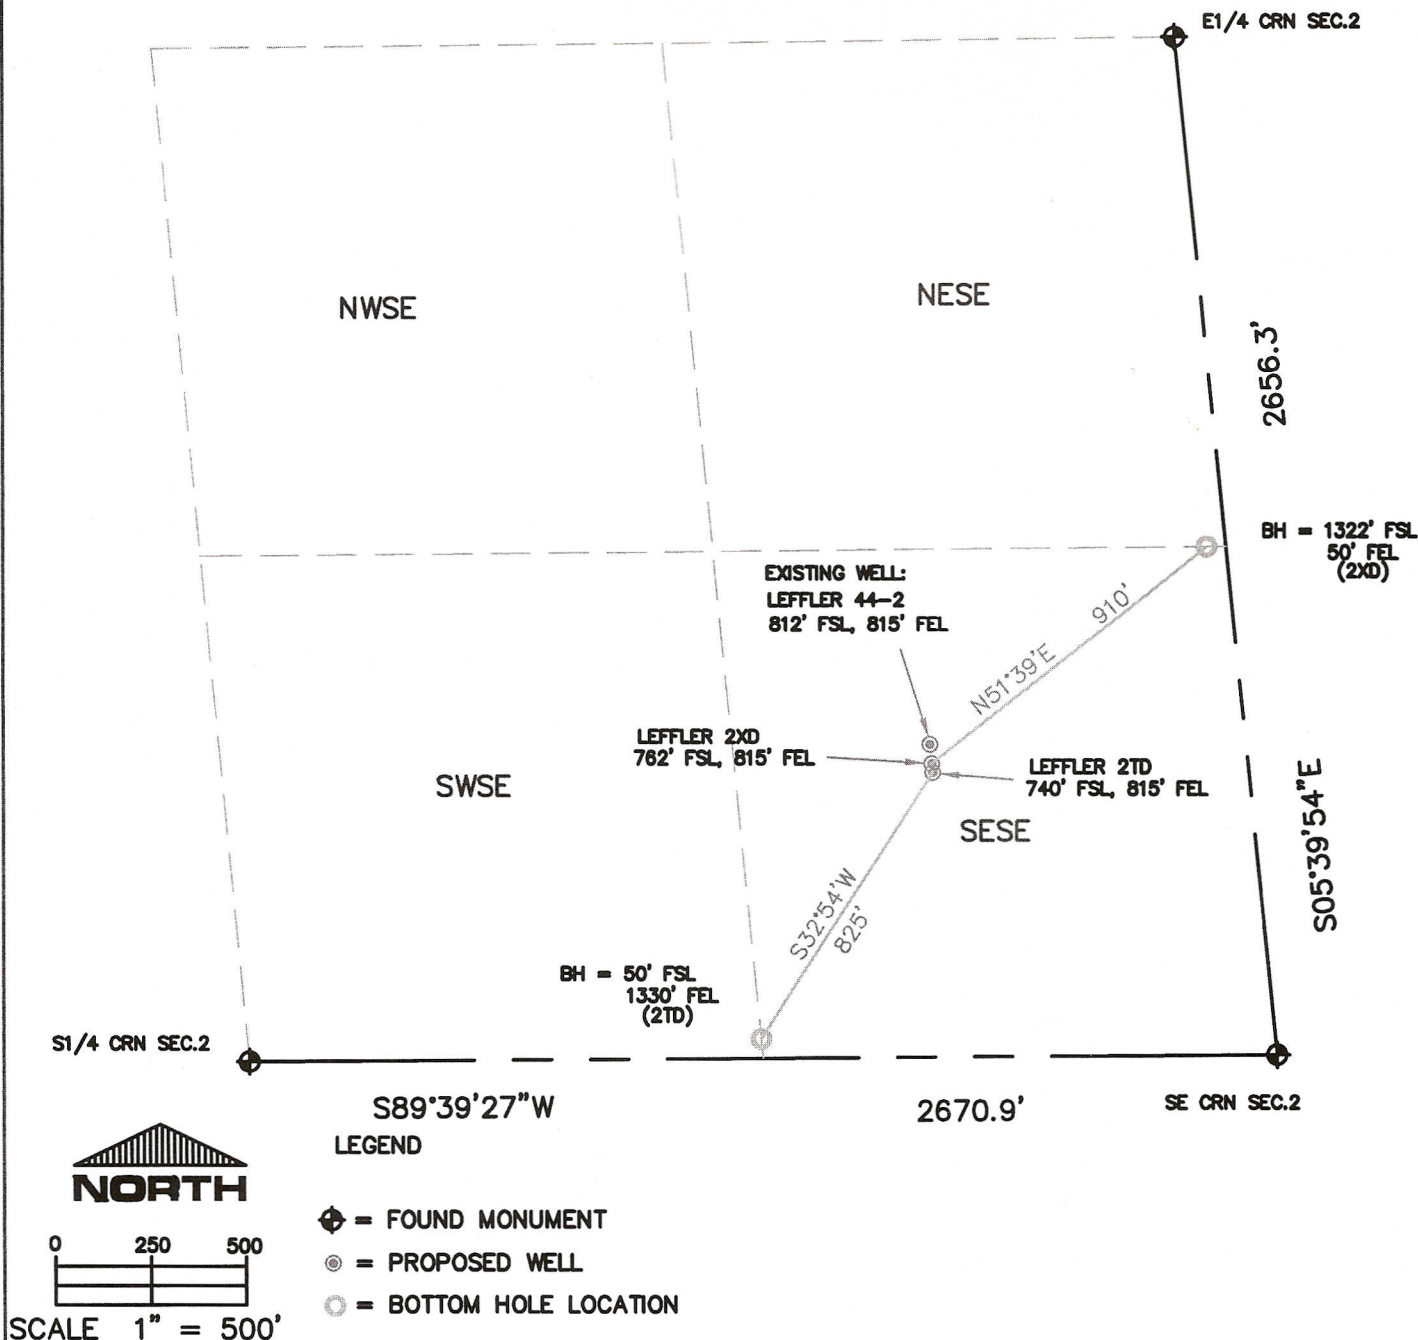 E1/4 CRN SEC.2
NWSE
NESE
2656.3'
BH = 1322' FSL
50' FEL
(2XD)
EXISTING WELL:
LEFFLER 44-2
812' FSL, 815' FEL
910'
N51°39'E
LEFFLER 2XD
762' FSL, 815' FEL
LEFFLER 2TD
740' FSL, 815' FEL
SWSE
SESE
S05°39'54"E
S32°54'W
825'
BH = 50' FSL
1330' FEL
(2TD)
S1/4 CRN SEC.2
S89°39'27"W
2670.9'
SE CRN SEC.2
LEGEND
NORTH
= FOUND MONUMENT
0 250 500
= PROPOSED WELL
= BOTTOM HOLE LOCATION
SCALE 1" = 500'